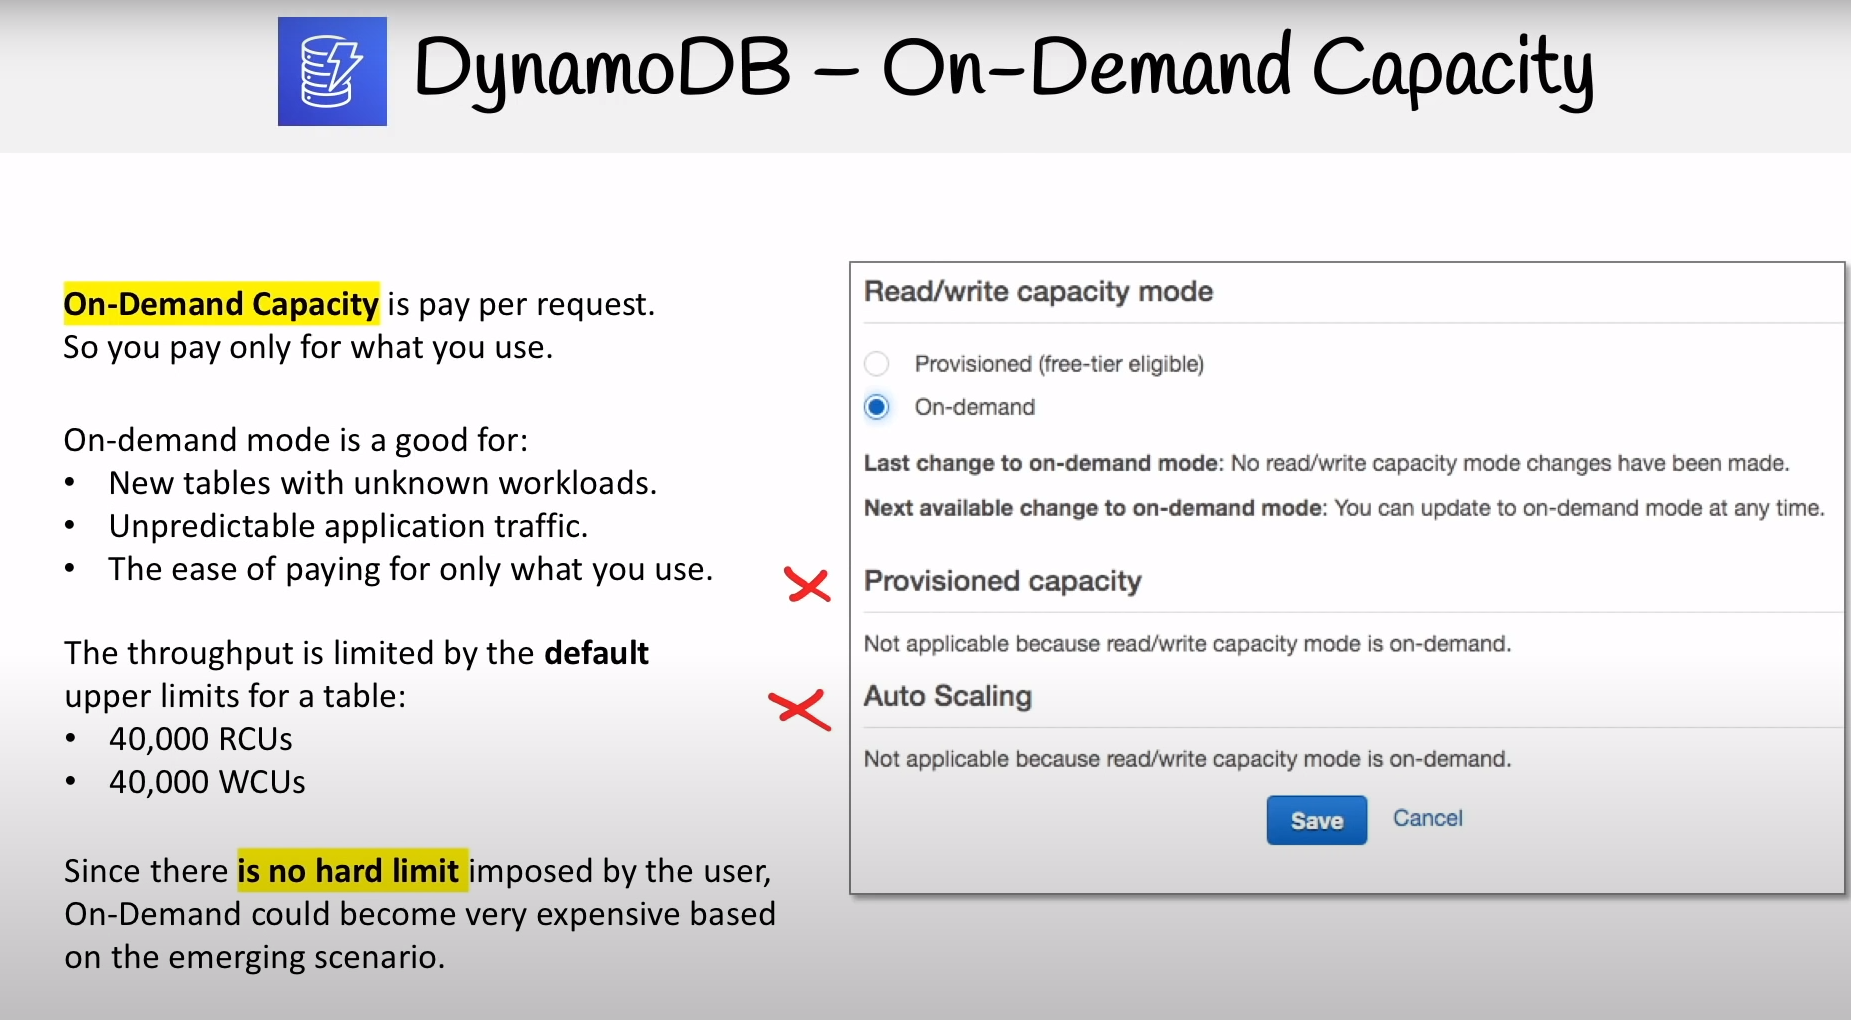 DynamoDB – On-Demand Capacity
On-Demand Capacity is pay per request.
So you pay only for what you use.
On-demand mode is a good for:
• New tables with unknown workloads.
• Unpredictable application traffic.
• The ease of paying for only what you use.
The throughput is limited by the default
upper limits for a table:
• 40,000 RCUs
• 40,000 WCUs
Since there is no hard limit imposed by the user,
On-Demand could become very expensive based
on the emerging scenario.
Read/write capacity mode
Provisioned (free-tier eligible)
On-demand
Last change to on-demand mode: No read/write capacity mode changes have been made.
Next available change to on-demand mode: You can update to on-demand mode at any time.
Provisioned capacity
Not applicable because read/write capacity mode is on-demand.
Auto Scaling
Not applicable because read/write capacity mode is on-demand.
Save Cancel